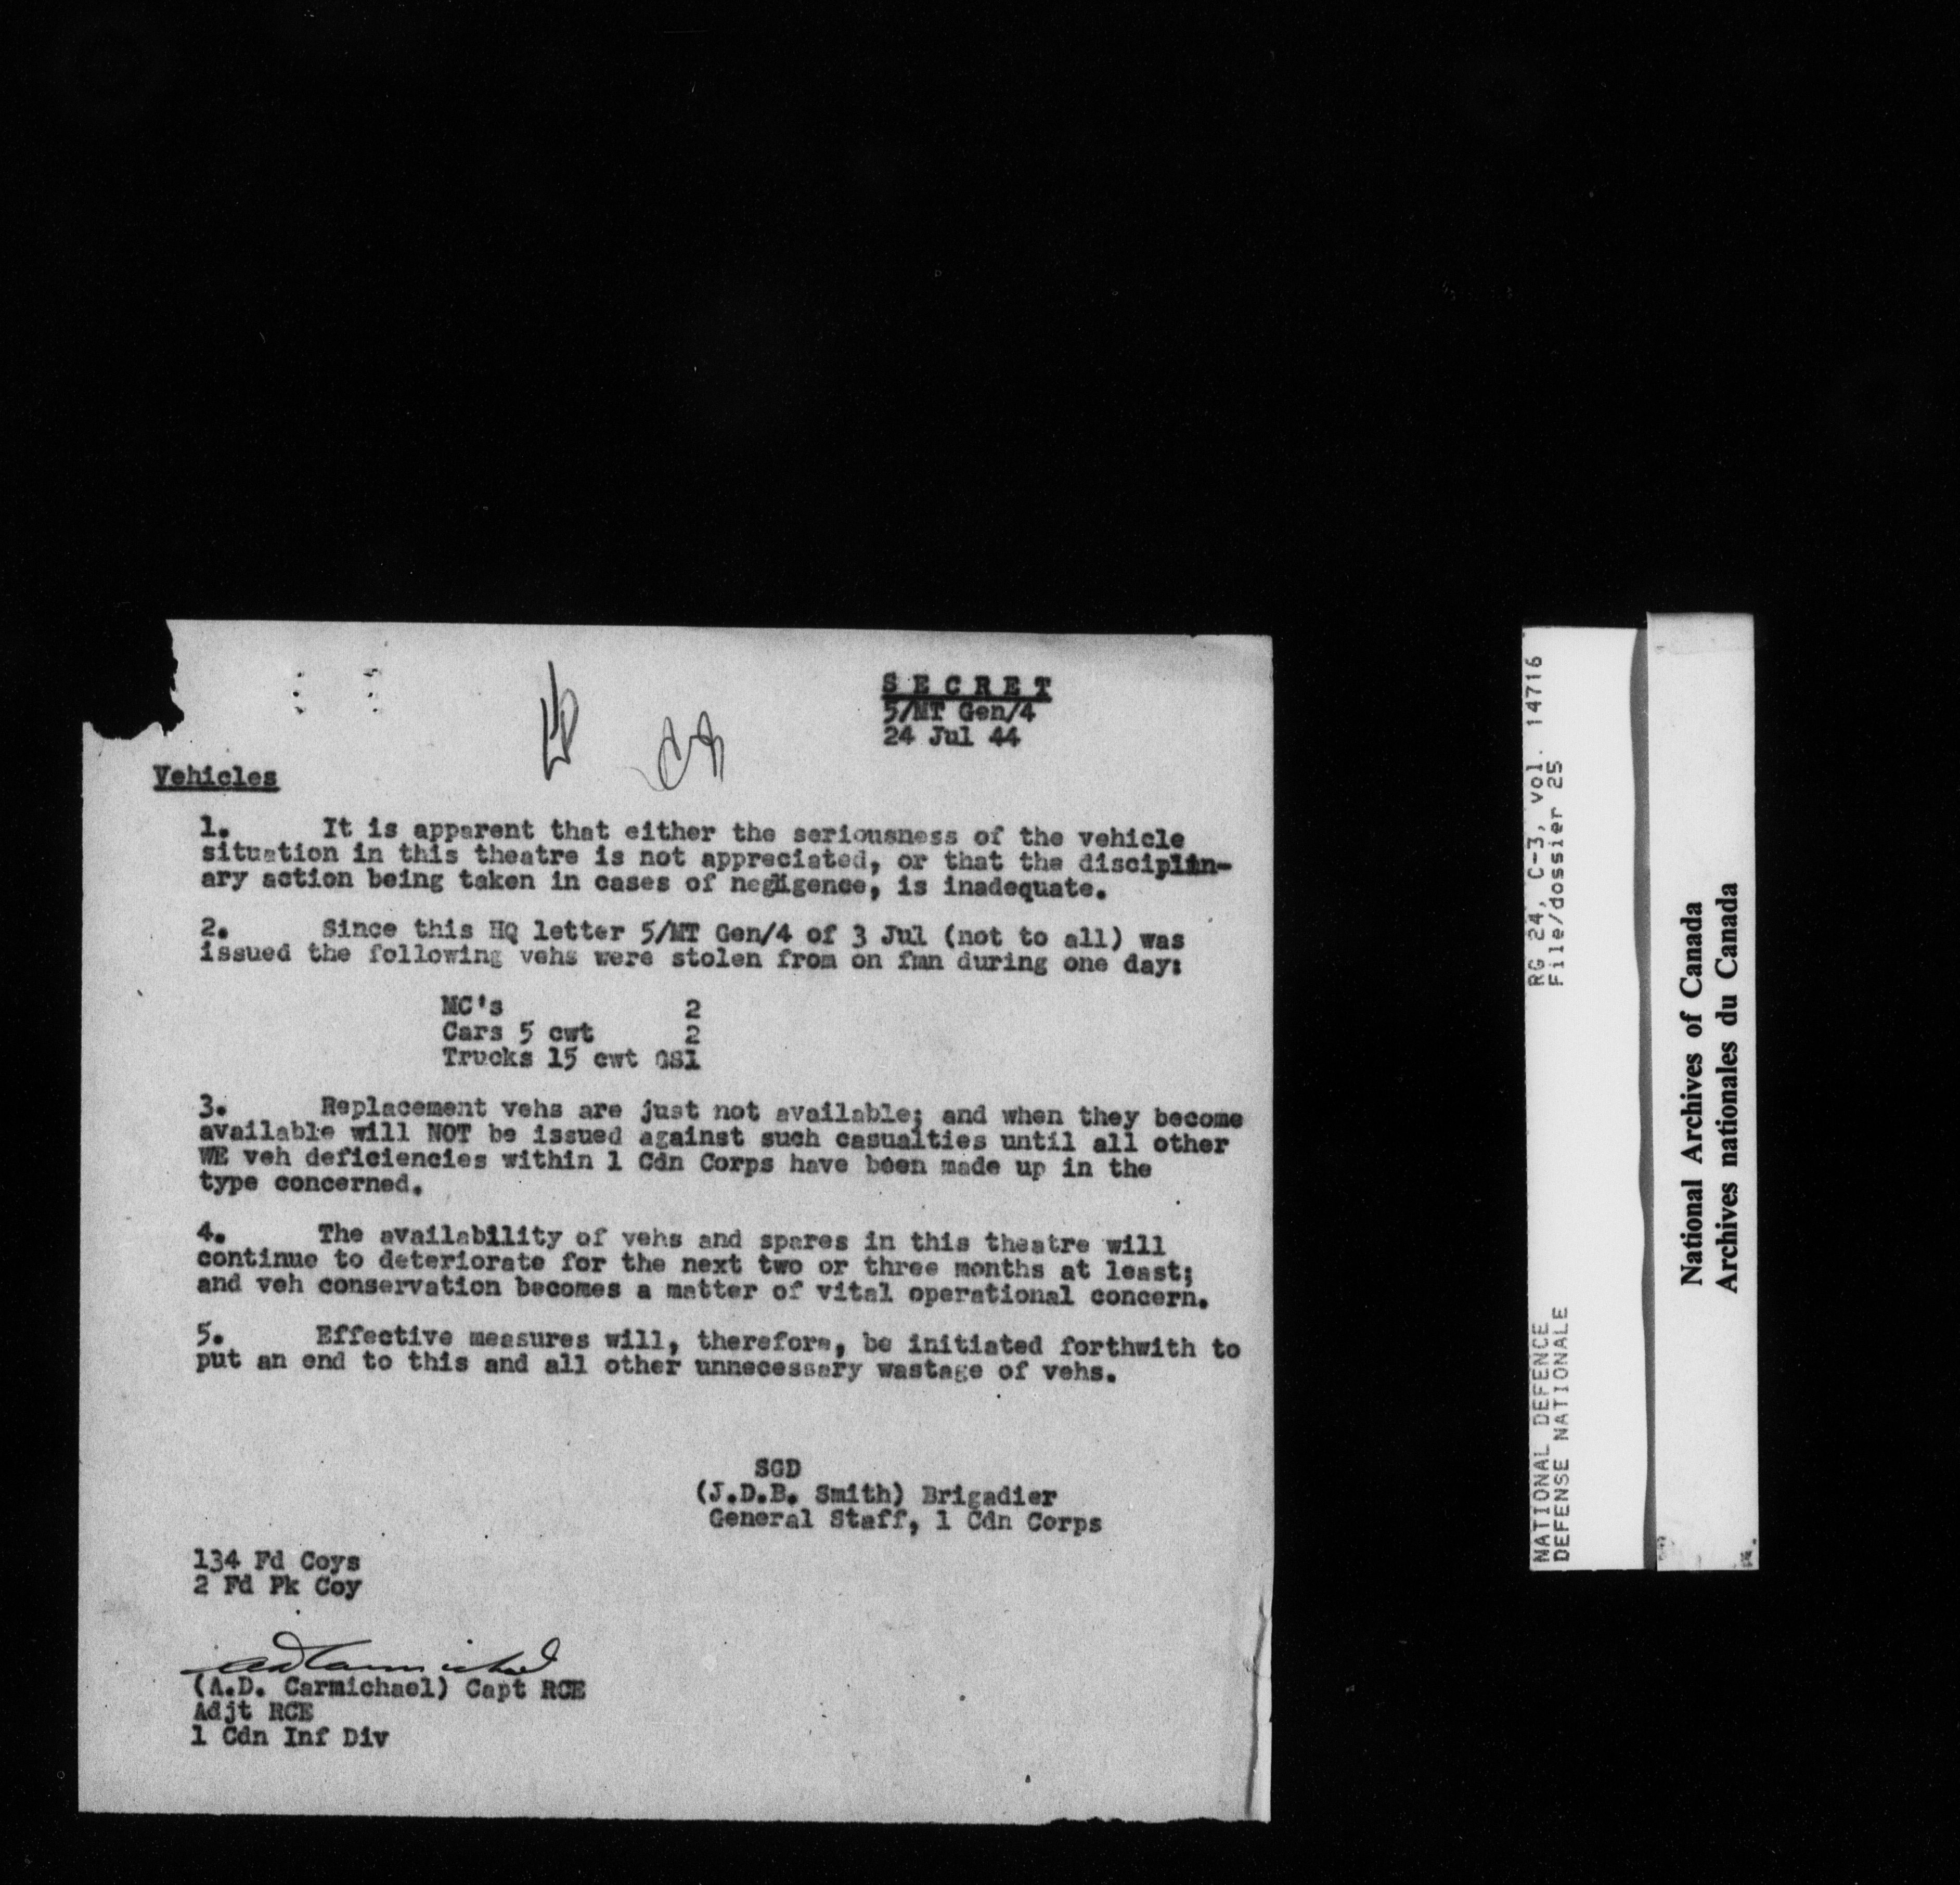 S E C R E T
5/MT Gen/4
24 Jul 44
Vehicles
1. It is apparent that either the seriousness of the vehicle
situation in this theatre is not appreciated, or that the disciplin-
ary action being taken in cases of negligence, is inadequate.
2. Since this HQ letter 5/MT Gen/4 of 3 Jul (not to all) was
issued the following vehs were stolen from on fmn during one day:
MC's 2
Cars 5 cwt 2
Trucks 15 cwt GS1
3. Replacement vehs are just not available; and when they become
available will NOT be issued against such casualties until all other
WE veh deficiencies within 1 Cdn Corps have been made up in the
type concerned.
4. The availability of vehs and spares in this theatre will
continue to deteriorate for the next two or three months at least;
and veh conservation becomes a matter of vital operational concern.
5. Effective measures will, therefore, be initiated forthwith to
put an end to this and all other unnecessary wastage of vehs.
SGD
(J.D.B. Smith) Brigadier
General Staff, 1 Cdn Corps
134 Fd Coys
2 Fd Pk Coy
ADCarmichael
(A.D. Carmichael) Capt RCE
Adjt RCE
1 Cdn Inf Div
NATIONAL DEFENCE RG 24, C-3, vol. 14716
DEFENSE NATIONALE File/dossier 25
National Archives of Canada
Archives nationales du Canada